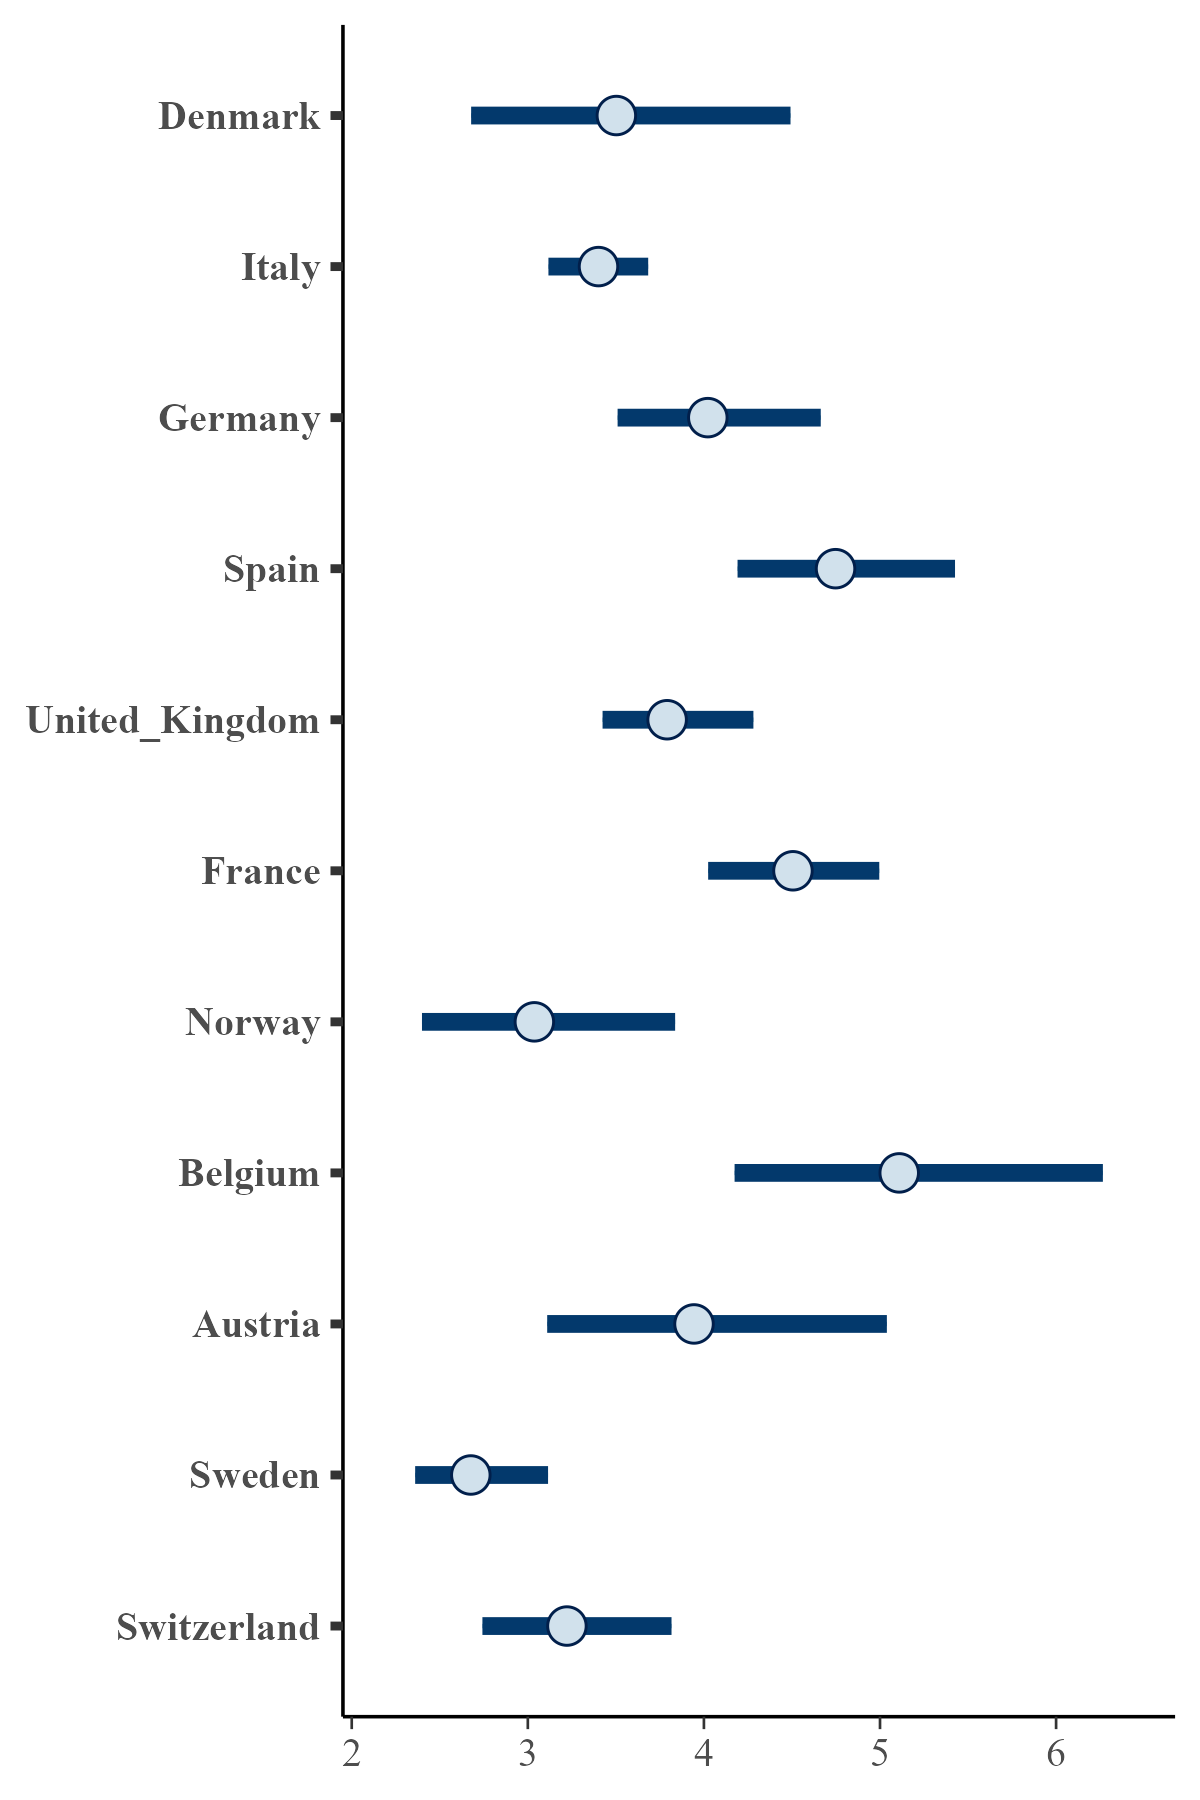 Denmark
Italy
Germany
Spain
United_Kingdom
France
Norway
Belgium
Austria
Sweden
Switzerland
2 3 4 5 6